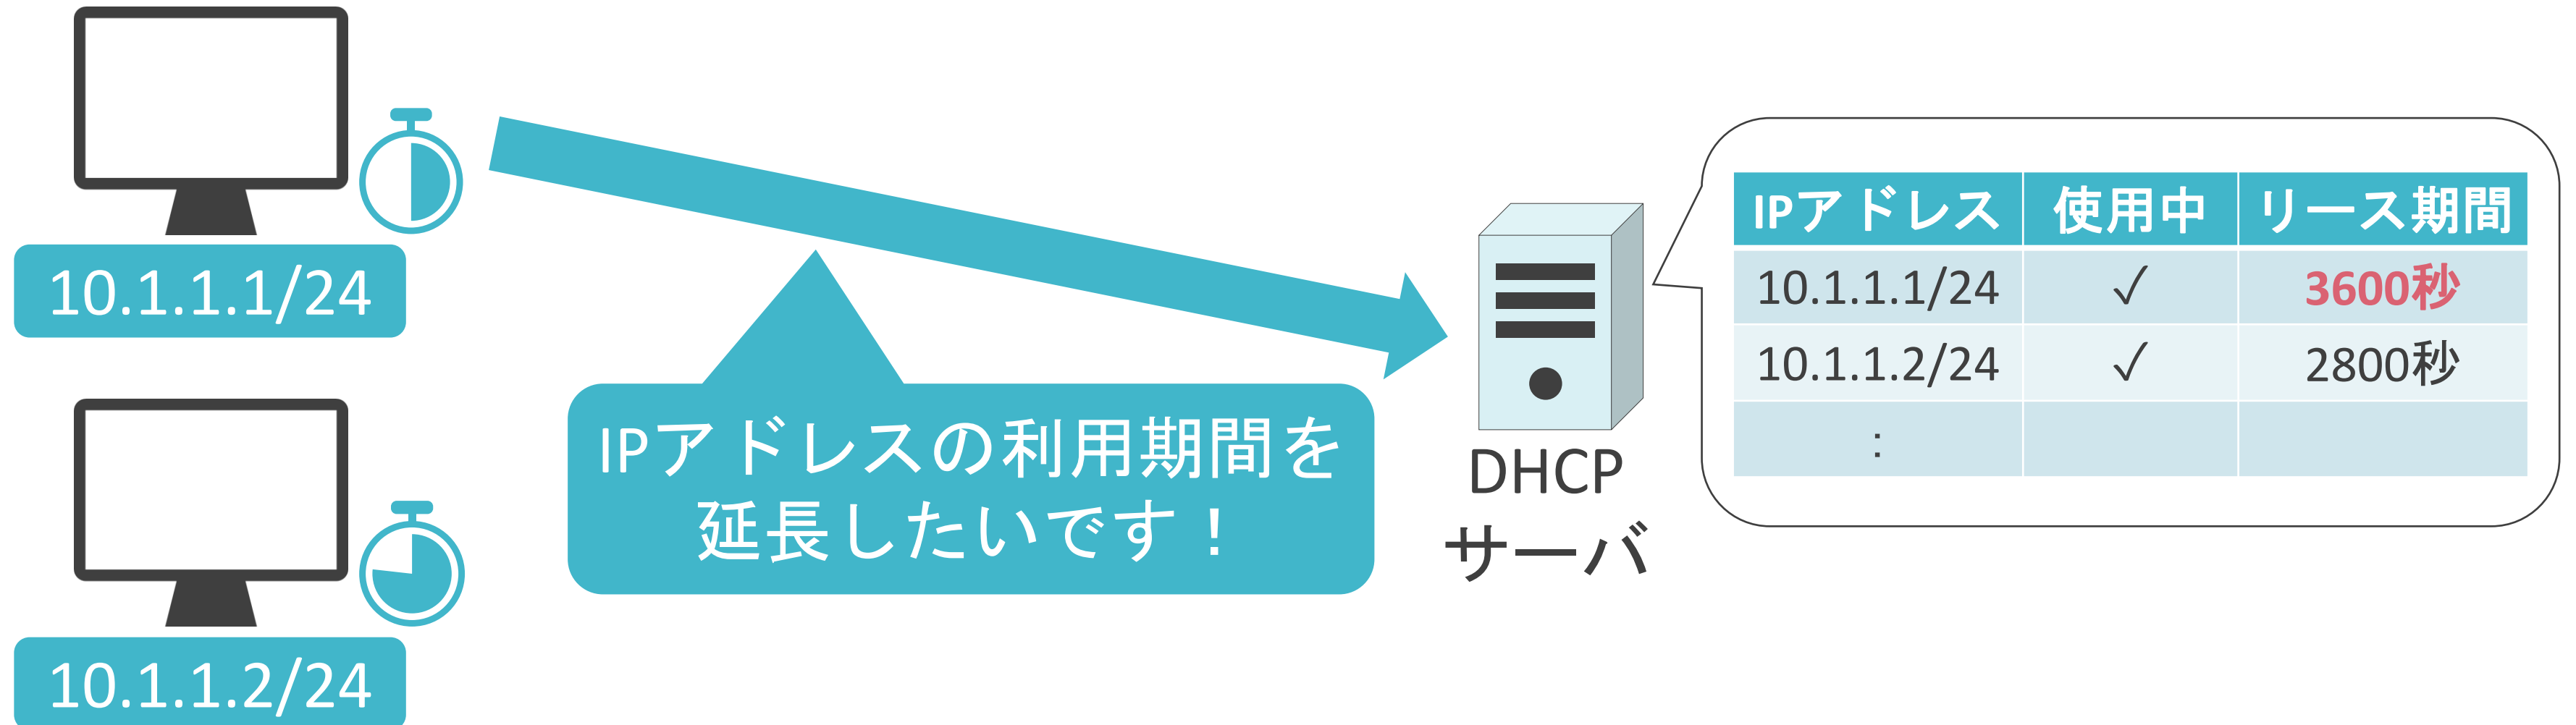 10.1.1.1/24
10.1.1.2/24
IPアドレスの利用期間を
延長したいです！
DHCP
サーバ
IPアドレス 使用中 リース期間
10.1.1.1/24 ✓ 3600秒
10.1.1.2/24 ✓ 2800秒
: